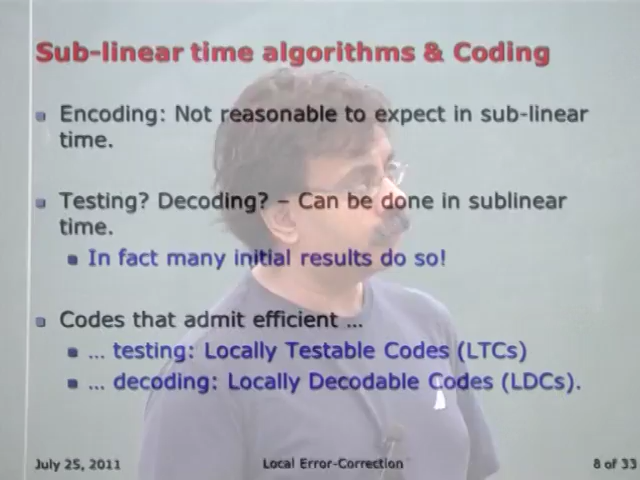 Sub-linear time algorithms & Coding
Encoding: Not reasonable to expect in sub-linear
time.
Testing? Decoding? – Can be done in sublinear
time.
In fact many initial results do so!
Codes that admit efficient …
… testing: Locally Testable Codes (LTCs)
… decoding: Locally Decodable Codes (LDCs).
July 25, 2011
Local Error-Correction
8 of 33